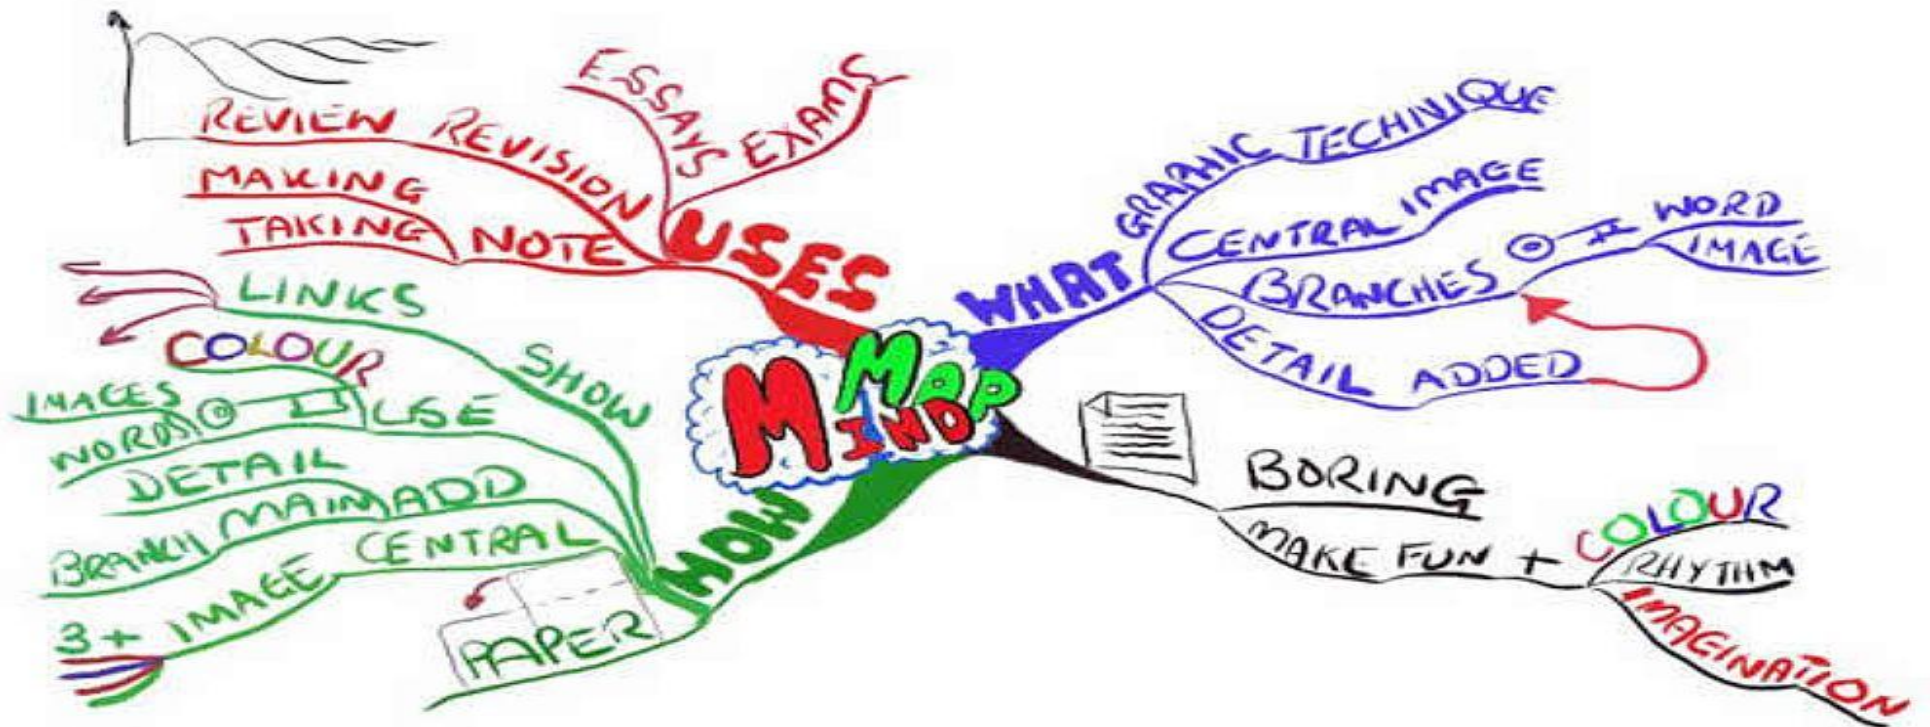 MIND MAP
USES
ESSAYS
EXAMS
REVISION
REVIEW
NOTE
MAKING
TAKING
WHAT
GRAPHIC TECHNIQUE
CENTRAL IMAGE
BRANCHES
WORD
IMAGE
DETAIL ADDED
BORING
MAKE FUN +
COLOUR
RHYTHM
IMAGINATION
HOW
SHOW
LINKS
USE
COLOUR
IMAGES
WORDS
ADD
DETAIL
MAIN
BRANCH
CENTRAL
IMAGE
3+
PAPER